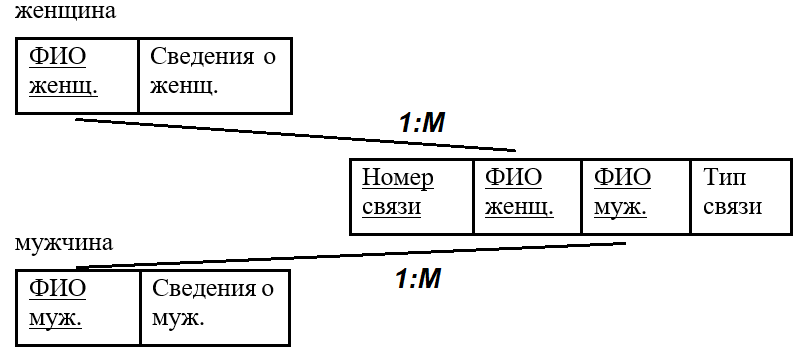 женщина
ФИО Сведения о
женщ. женщ.
1:М
Номер ФИО ФИО Тип
связи женщ. муж. связи
мужчина
1:М
ФИО Сведения о
муж. муж.